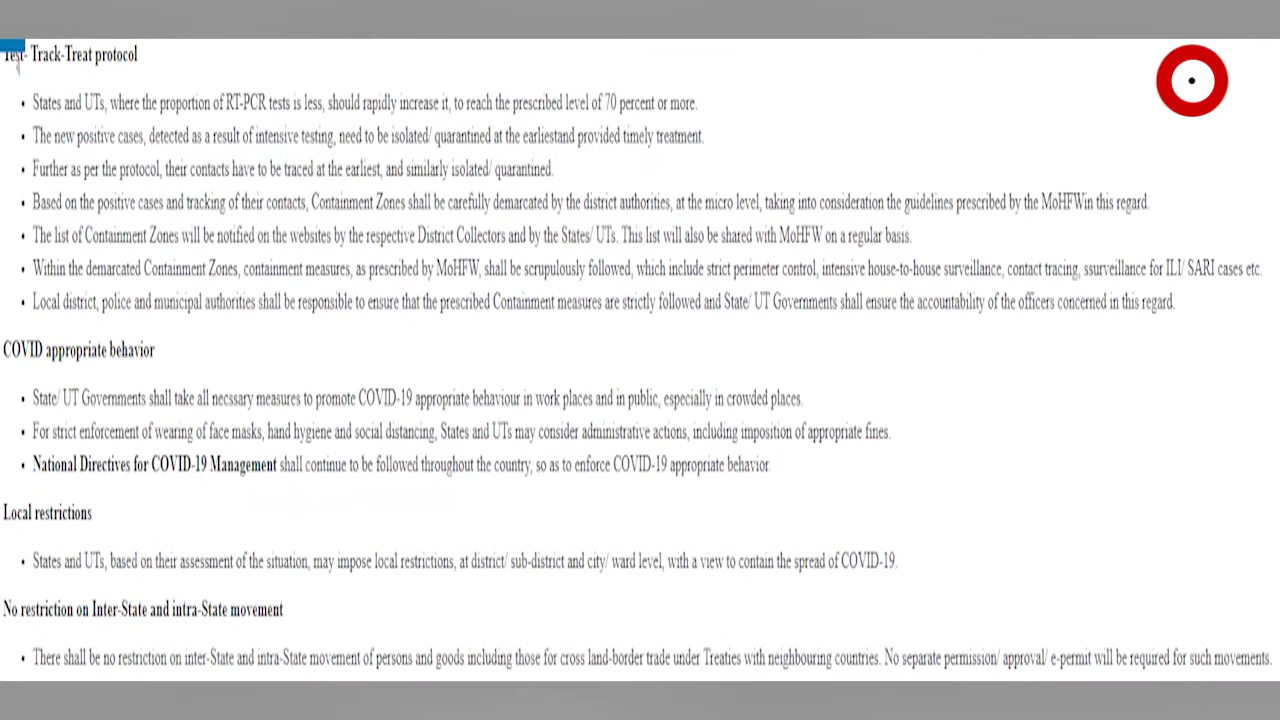 Test- Track-Treat protocol
• States and UTs, where the proportion of RT-PCR tests is less, should rapidly increase it, to reach the prescribed level of 70 percent or more.
• The new positive cases, detected as a result of intensive testing, need to be isolated/ quarantined at the earliestand provided timely treatment.
• Further as per the protocol, their contacts have to be traced at the earliest, and similarly isolated/ quarantined.
• Based on the positive cases and tracking of their contacts, Containment Zones shall be carefully demarcated by the district authorities, at the micro level, taking into consideration the guidelines prescribed by the MoHFWin this regard.
• The list of Containment Zones will be notified on the websites by the respective District Collectors and by the States/ UTs. This list will also be shared with MoHFW on a regular basis.
• Within the demarcated Containment Zones, containment measures, as prescribed by MoHFW, shall be scrupulously followed, which include strict perimeter control, intensive house-to-house surveillance, contact tracing, ssurveillance for ILI/ SARI cases etc.
• Local district, police and municipal authorities shall be responsible to ensure that the prescribed Containment measures are strictly followed and State/ UT Governments shall ensure the accountability of the officers concerned in this regard.
COVID appropriate behavior
• State/ UT Governments shall take all necssary measures to promote COVID-19 appropriate behaviour in work places and in public, especially in crowded places.
• For strict enforcement of wearing of face masks, hand hygiene and social distancing, States and UTs may consider administrative actions, including imposition of appropriate fines.
• National Directives for COVID-19 Management shall continue to be followed throughout the country, so as to enforce COVID-19 appropriate behavior.
Local restrictions
• States and UTs, based on their assessment of the situation, may impose local restrictions, at district/ sub-district and city/ ward level, with a view to contain the spread of COVID-19.
No restriction on Inter-State and intra-State movement
• There shall be no restriction on inter-State and intra-State movement of persons and goods including those for cross land-border trade under Treaties with neighbouring countries. No separate permission/ approval/ e-permit will be required for such movements.